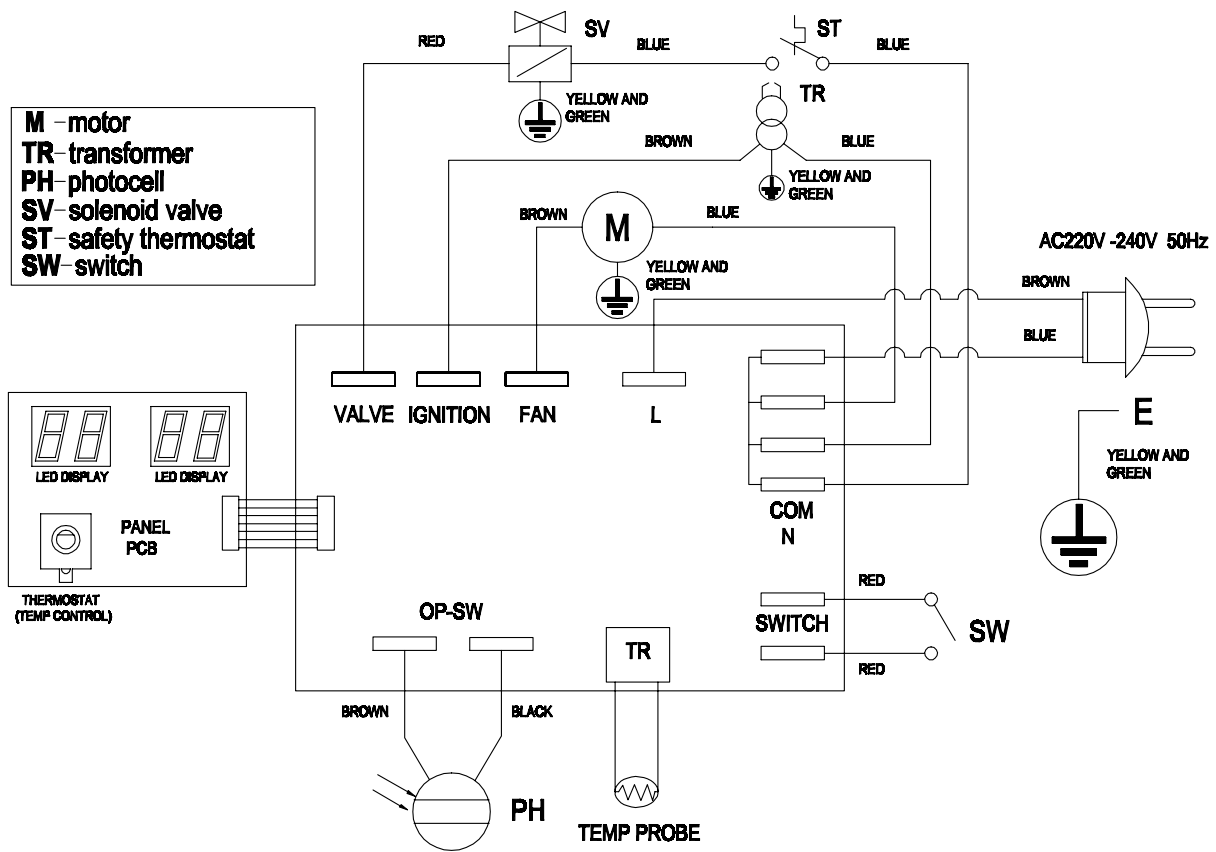 RED
SV
BLUE
ST
BLUE
YELLOW AND
GREEN
TR
M - motor
TR- transformer
PH- photocell
SV- solenoid valve
ST- safety thermostat
SW- switch
BROWN
BLUE
YELLOW AND
GREEN
BROWN
M
BLUE
YELLOW AND
GREEN
AC220V -240V 50Hz
BROWN
BLUE
VALVE
IGNITION
FAN
L
E
YELLOW AND
GREEN
88
88
LED DISPLAY
LED DISPLAY
PANEL
PCB
THERMOSTAT
(TEMP CONTROL)
COM
N
RED
SWITCH
SW
RED
OP-SW
TR
BROWN
BLACK
PH
TEMP PROBE